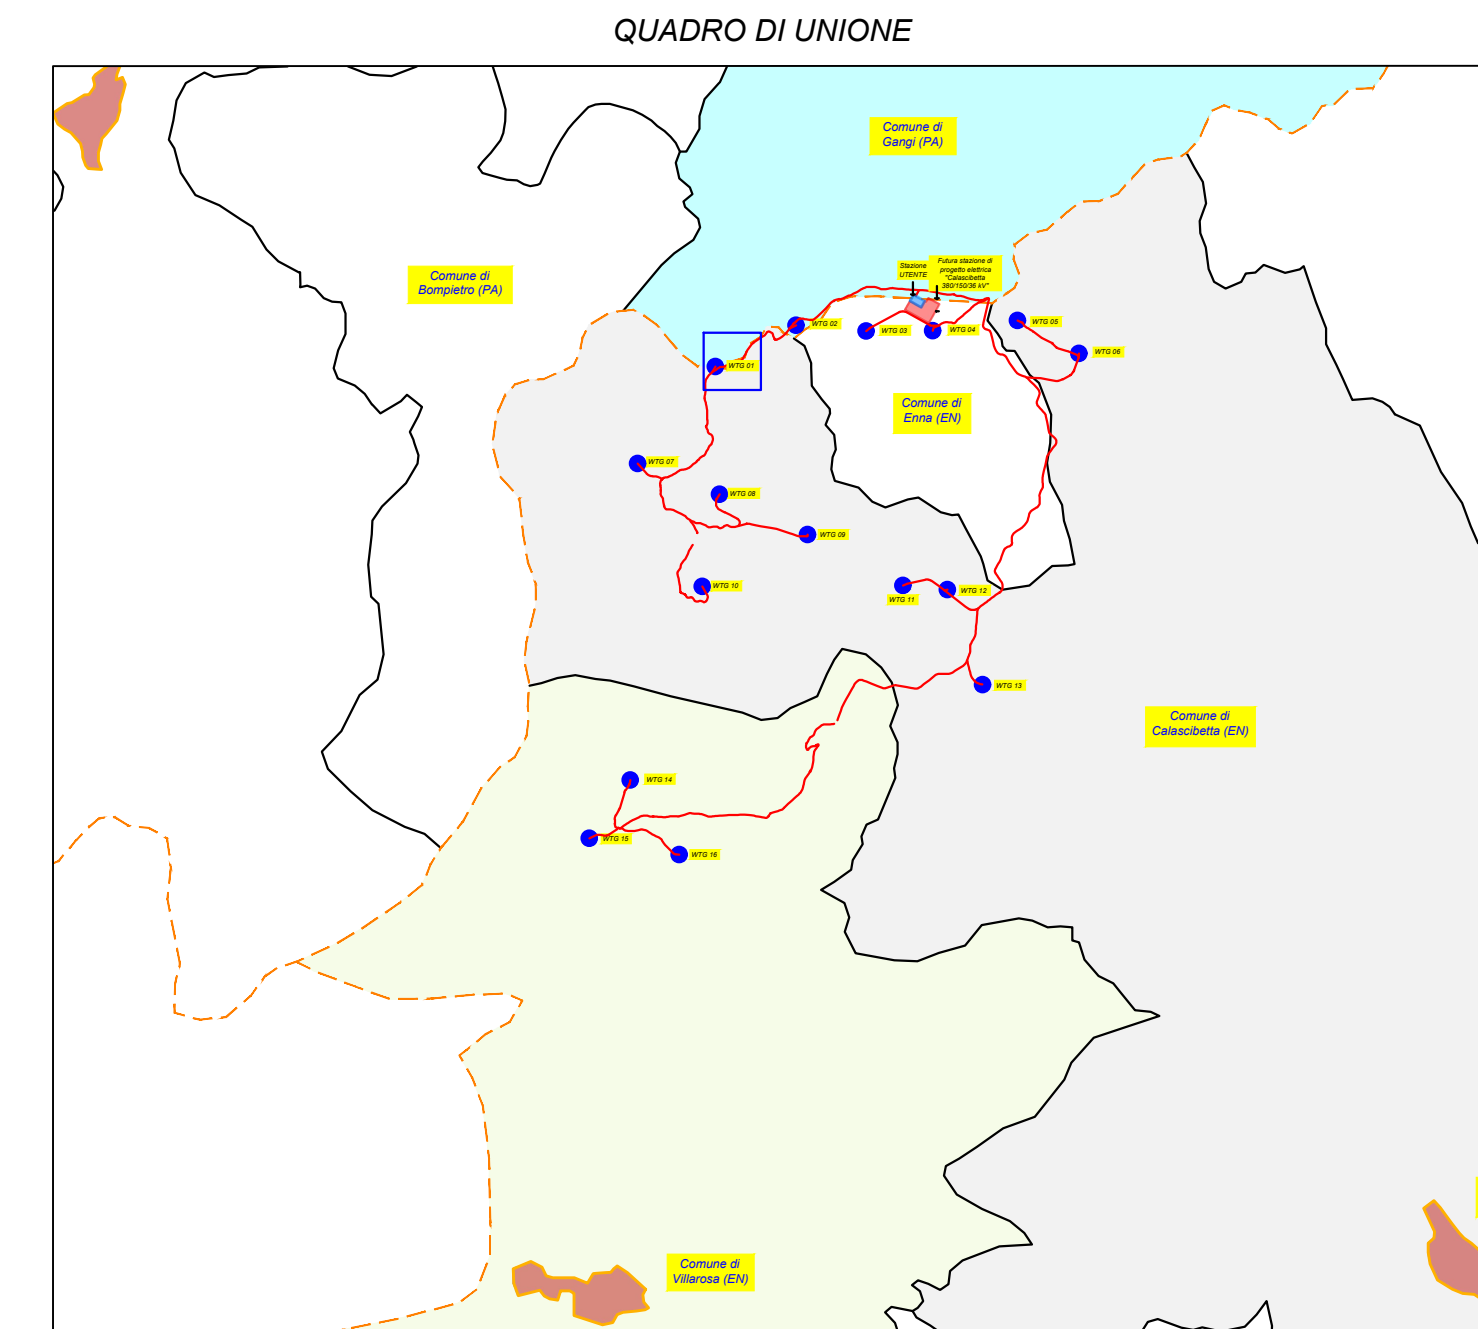 QUADRO DI UNIONE
Comune di
Gangi (PA)
Comune di
Bompietro (PA)
Stazione
UTENTE
Futura stazione di
progetto elettrica
"Calascibetta
380/150/36 kV"
WTG 02
WTG 03
WTG 04
WTG 05
WTG 06
WTG 01
Comune di
Enna (EN)
WTG 07
WTG 08
WTG 09
WTG 10
WTG 11
WTG 12
WTG 13
Comune di
Calascibetta (EN)
WTG 14
WTG 15
WTG 16
Comune di
Villarosa (EN)